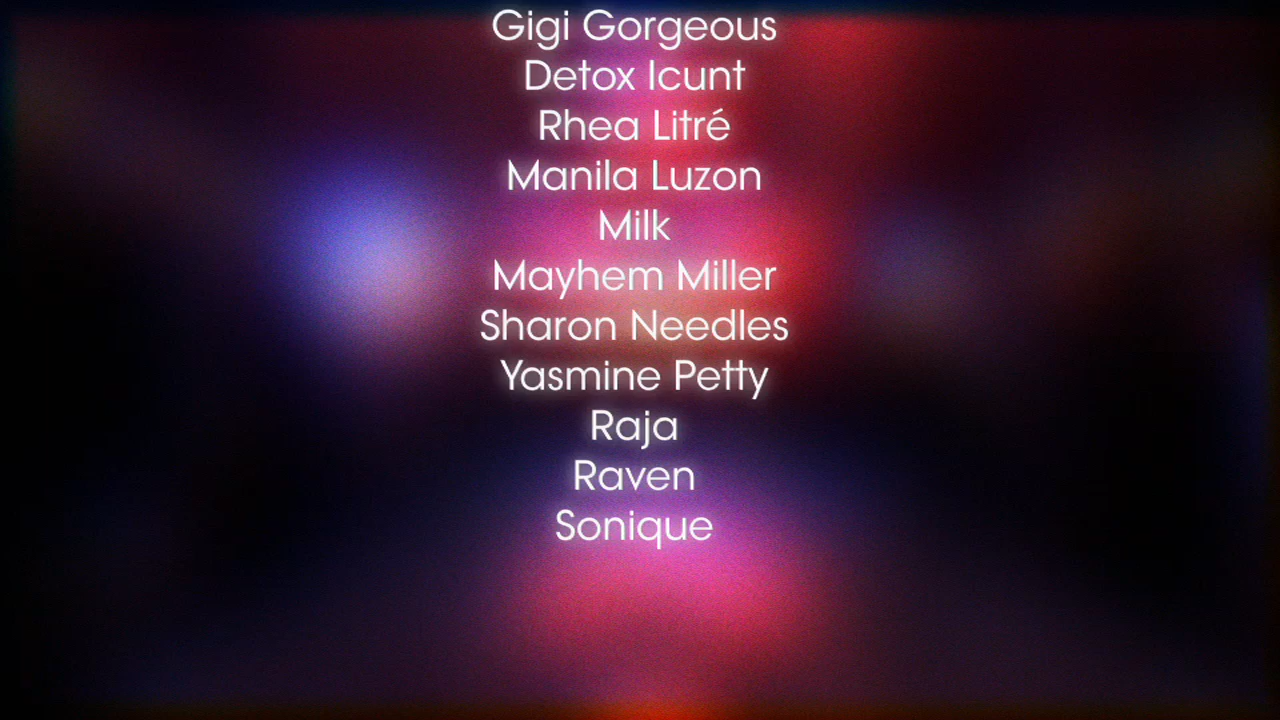 Gigi Gorgeous
Detox Icunt
Rhea Litré
Manila Luzon
Milk
Mayhem Miller
Sharon Needles
Yasmine Petty
Raja
Raven
Sonique